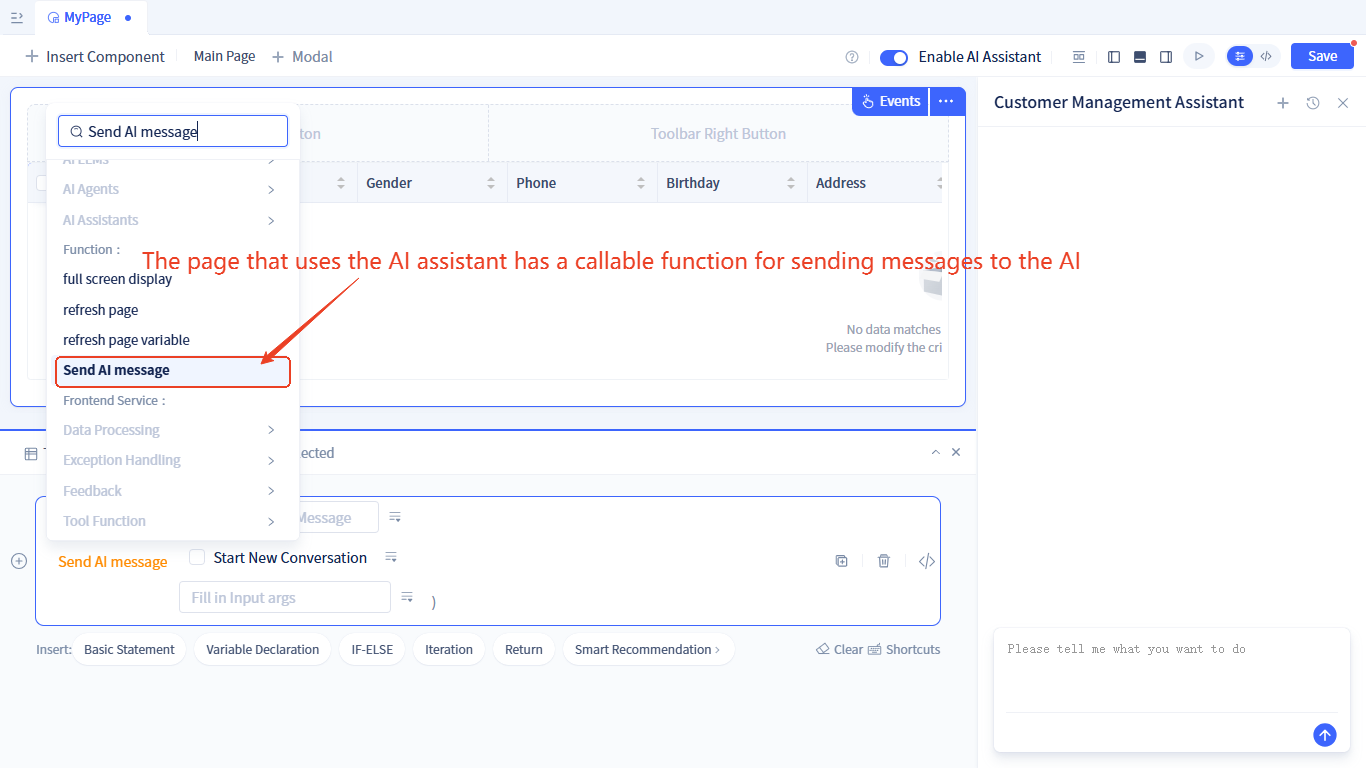 MyPage
Insert Component
Main Page
Modal
Enable AI Assistant
Save
Events
Customer Management Assistant
Send AI message
Toolbar Right Button
Gender
Phone
Birthday
Address
AI Agents
AI Assistants
Function :
The page that uses the AI assistant has a callable function for sending messages to the AI
full screen display
refresh page
refresh page variable
Send AI message
Frontend Service :
Data Processing
Exception Handling
Feedback
Tool Function
No data matches
Please modify the cri
Message
Send AI message
Start New Conversation
Fill in Input args
)
Insert:
Basic Statement
Variable Declaration
IF-ELSE
Iteration
Return
Smart Recommendation
Clear
Shortcuts
Please tell me what you want to do